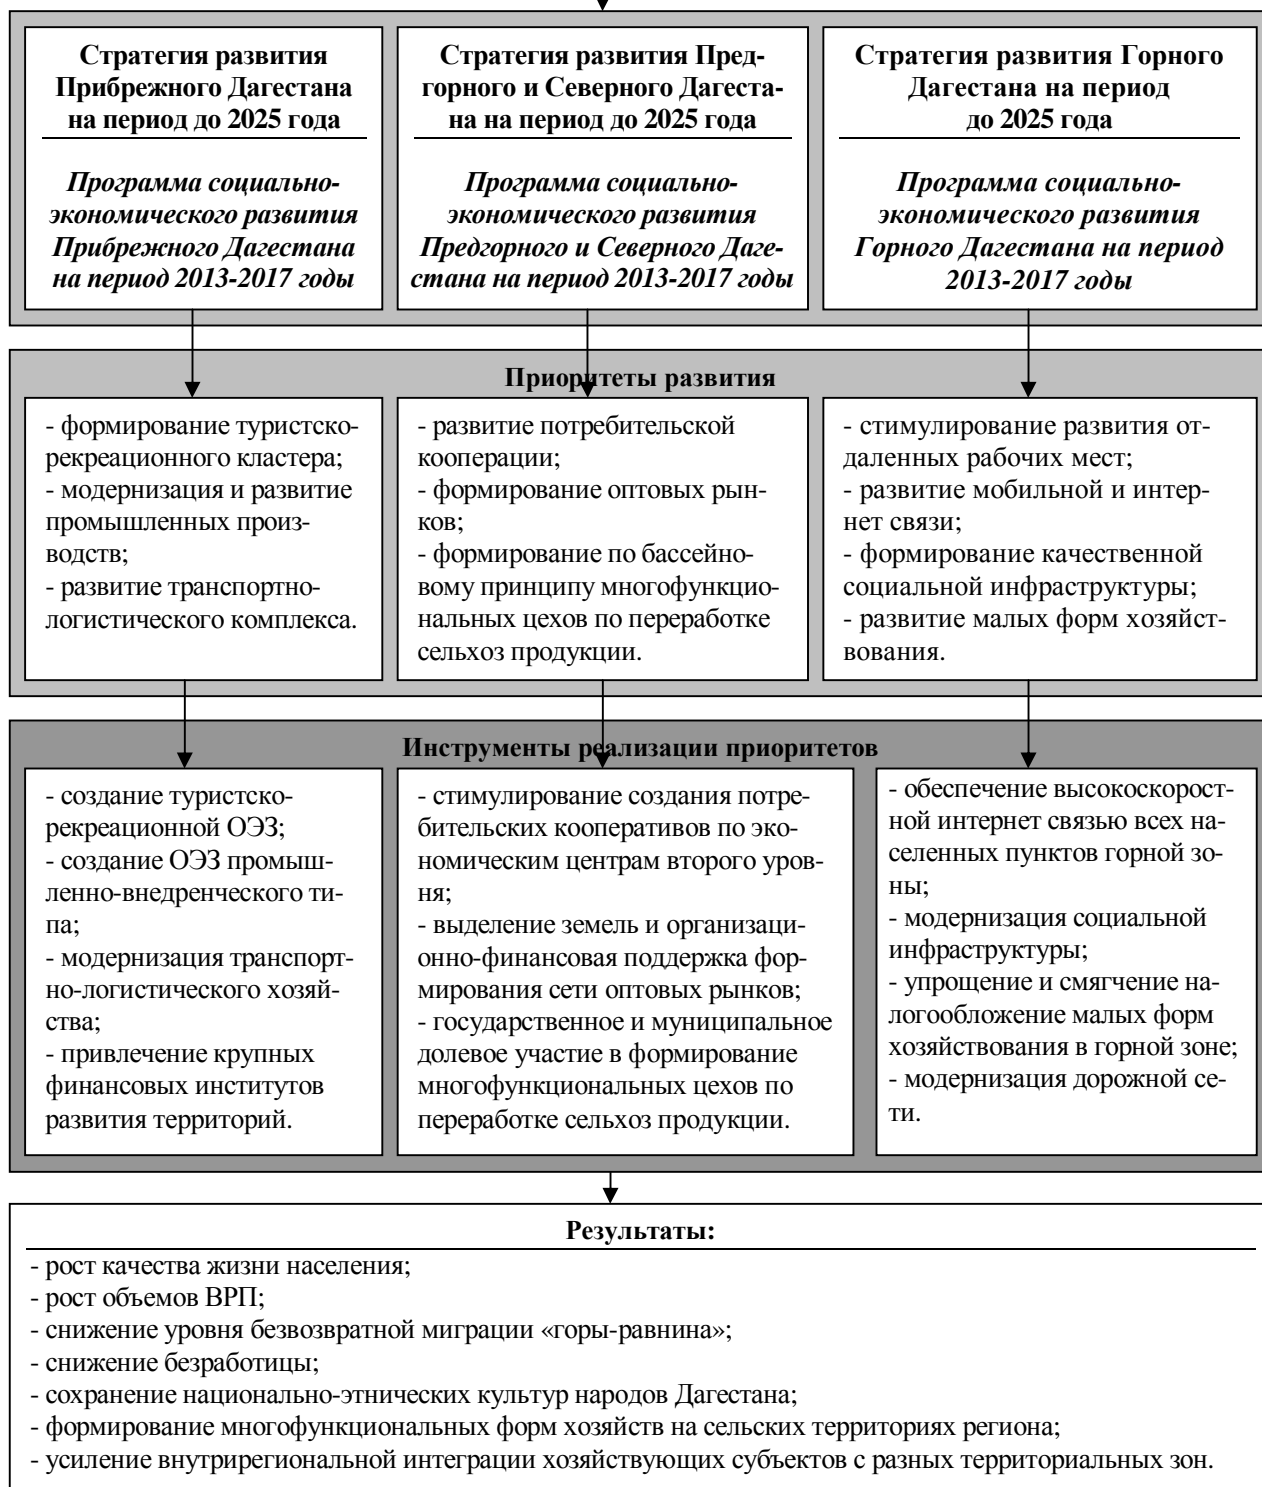 Стратегия развития
Прибрежного Дагестана
на период до 2025 года
Программа социально-
экономического развития
Прибрежного Дагестана
на период 2013-2017 годы
Стратегия развития Пред-
горного и Северного Дагеста-
на на период до 2025 года
Программа социально-
экономического развития
Предгорного и Северного Даге-
стана на период 2013-2017 годы
Стратегия развития Горного
Дагестана на период
до 2025 года
Программа социально-
экономического развития
Горного Дагестана на период
2013-2017 годы
Приоритеты развития
- формирование туристско-
рекреационного кластера;
- модернизация и развитие
промышленных произ-
водств;
- развитие транспортно-
логистического комплекса.
- развитие потребительской
кооперации;
- формирование оптовых рын-
ков;
- формирование по бассейно-
вому принципу многофункцио-
нальных цехов по переработке
сельхоз продукции.
- стимулирование развития от-
даленных рабочих мест;
- развитие мобильной и интер-
нет связи;
- формирование качественной
социальной инфраструктуры;
- развитие малых форм хозяйст-
вования.
Инструменты реализации приоритетов
- создание туристско-
рекреационной ОЭЗ;
- создание ОЭЗ промыш-
ленно-внедренческого ти-
па;
- модернизация транспорт-
но-логистического хозяй-
ства;
- привлечение крупных
финансовых институтов
развития территорий.
- стимулирование создания потре-
бительских кооперативов по эко-
номическим центрам второго уров-
ня;
- выделение земель и организаци-
онно-финансовая поддержка фор-
мирования сети оптовых рынков;
- государственное и муниципальное
долевое участие в формирование
многофункциональных цехов по
переработке сельхоз продукции.
- обеспечение высокоскорост-
ной интернет связью всех на-
селенных пунктов горной зо-
ны;
- модернизация социальной
инфраструктуры;
- упрощение и смягчение на-
логообложение малых форм
хозяйствования в горной зоне;
- модернизация дорожной се-
ти.
Результаты:
- рост качества жизни населения;
- рост объемов ВРП;
- снижение уровня безвозвратной миграции «горы-равнина»;
- снижение безработицы;
- сохранение национально-этнических культур народов Дагестана;
- формирование многофункциональных форм хозяйств на сельских территориях региона;
- усиление внутрирегиональной интеграции хозяйствующих субъектов с разных территориальных зон.